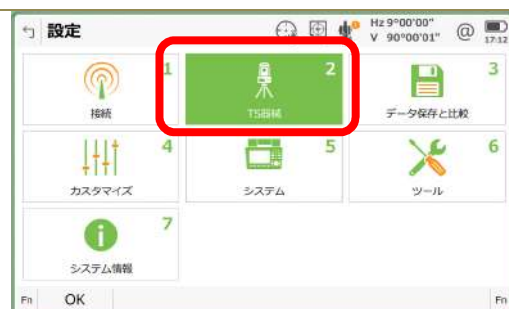 設定
Hz 9°00'00"
V 90°00'01"
@
17:12
1
接続
2
TS器械
3
データ保存と比較
4
カスタマイズ
5
システム
6
ツール
7
システム情報
Fn OK Fn